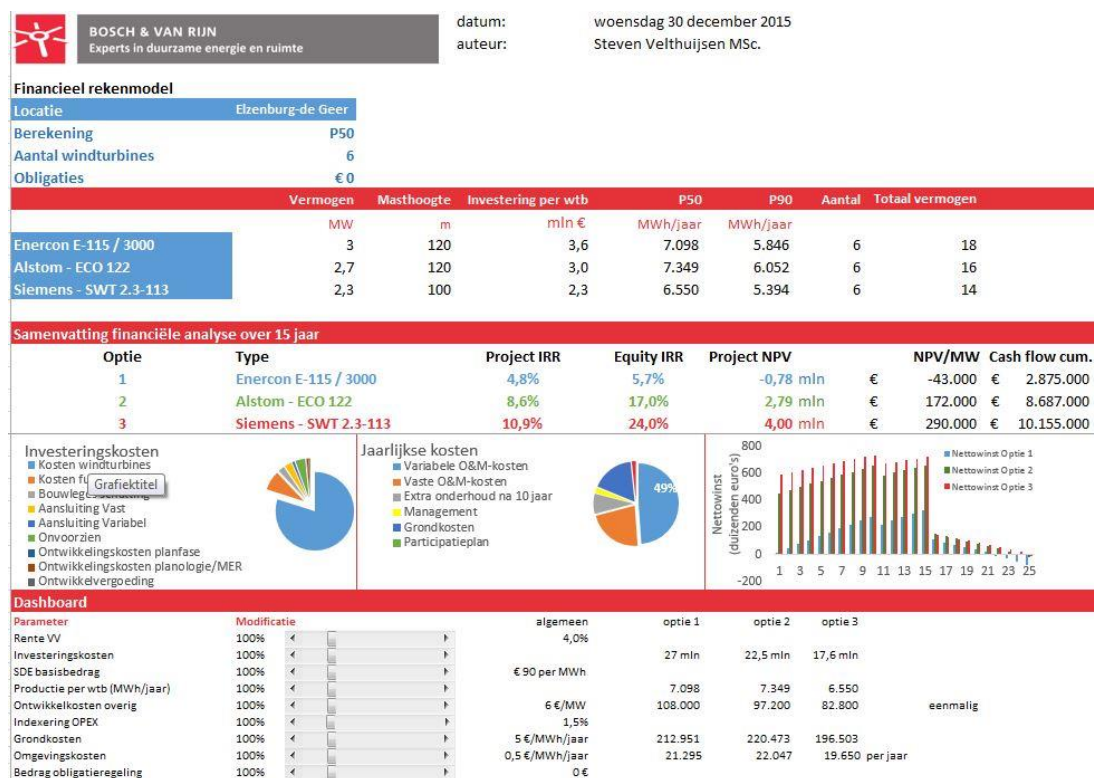 BOSCH & VAN RIJN
Experts in duurzame energie en ruimte
datum: woensdag 30 december 2015
auteur: Steven Velthuijsen MSc.
Financieel rekenmodel
Locatie Elzenburg-de Geer
Berekening P50
Aantal windturbines 6
Obligaties € 0
Vermogen Masthoogte Investering per wtb P50 P90 Aantal Totaal vermogen
MW m mln € MWh/jaar MWh/jaar
Enercon E-115 / 3000 3 120 3,6 7.098 5.846 6 18
Alstom - ECO 122 2,7 120 3,0 7.349 6.052 6 16
Siemens - SWT 2.3-113 2,3 100 2,3 6.550 5.394 6 14
Samenvatting financiële analyse over 15 jaar
Optie Type Project IRR Equity IRR Project NPV NPV/MW Cash flow cum.
1 Enercon E-115 / 3000 4,8% 5,7% -0,78 mln € -43.000 € 2.875.000
2 Alstom - ECO 122 8,6% 17,0% 2,79 mln € 172.000 € 8.687.000
3 Siemens - SWT 2.3-113 10,9% 24,0% 4,00 mln € 290.000 € 10.155.000
Investeringskosten
Kosten windturbines
Kosten
Grafiektitel
Aansluiting Vast
Aansluiting Variabel
Onvoorzien
Ontwikkelingskosten planfase
Ontwikkelingskosten planologie/MER
Ontwikkelvergoeding
Jaarlijkse kosten
Variabele O&M-kosten
Vaste O&M-kosten
Extra onderhoud na 10 jaar
Management
Grondkosten
Participatieplan
49%
Nettowinst
(duizenden euro's)
800
600
400
200
0
-200
1 3 5 7 9 11 13 15 17 19 21 23 25
Nettowinst Optie 1
Nettowinst Optie 2
Nettowinst Optie 3
Dashboard
Parameter Modificatie algemeen optie 1 optie 2 optie 3
Rente VV 100% 4,0%
Investeringskosten 100% 27 mln 22,5 mln 17,6 mln
SDE basisbedrag 100% € 90 per MWh
Productie per wtb (MWh/jaar) 100% 7.098 7.349 6.550
Ontwikkelkosten overig 100% 6 €/MW 108.000 97.200 82.800 eenmalig
Indexering OPEX 100% 1,5%
Grondkosten 100% 5 €/MWh/jaar 212.951 220.473 196.503
Omgevingskosten 100% 0,5 €/MWh/jaar 21.295 22.047 19.650 per jaar
Bedrag obligatieregeling 100% 0 €